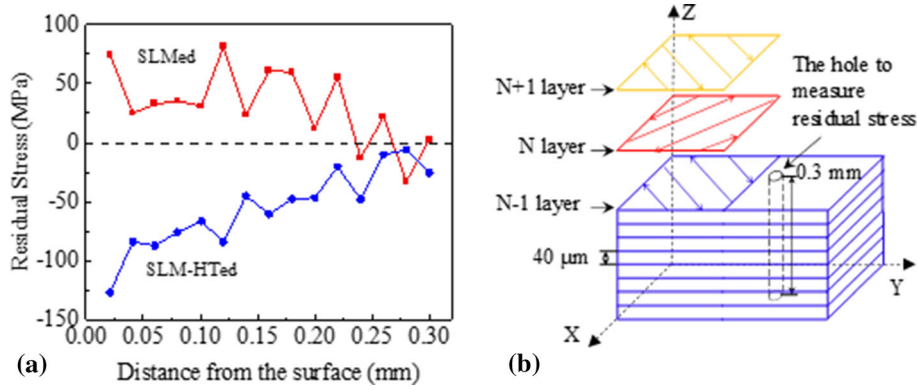 100
50
0
-50
-100
-150
Residual Stress (MPa)
SLMed
SLM-HTed
0.00 0.05 0.10 0.15 0.20 0.25 0.30
Distance from the surface (mm)
(a)
Z
N+1 layer
N layer
N-1 layer
The hole to
measure
residual stress
0.3 mm
40 μm
Y
X
(b)